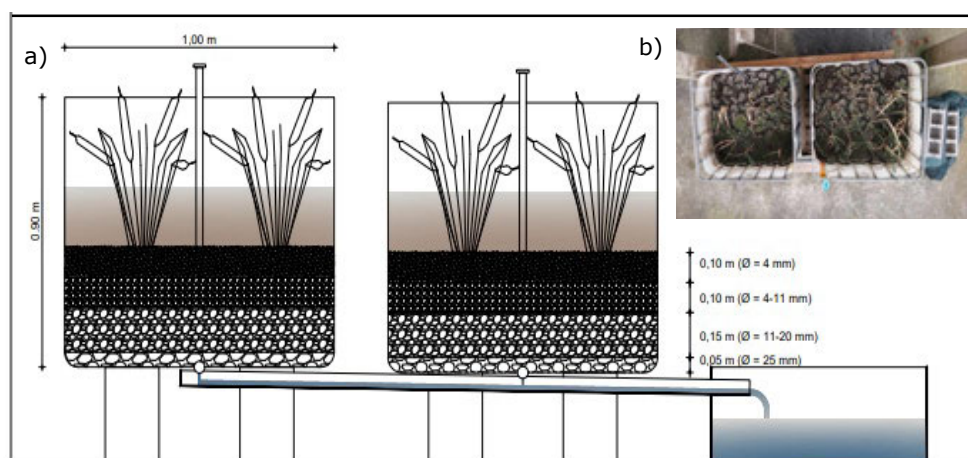 a)
1,00 m
b)
0.90 m
0,10 m (Ø = 4 mm)
0,10 m (Ø = 4-11 mm)
0,15 m (Ø = 11-20 mm)
0,05 m (Ø = 25 mm)